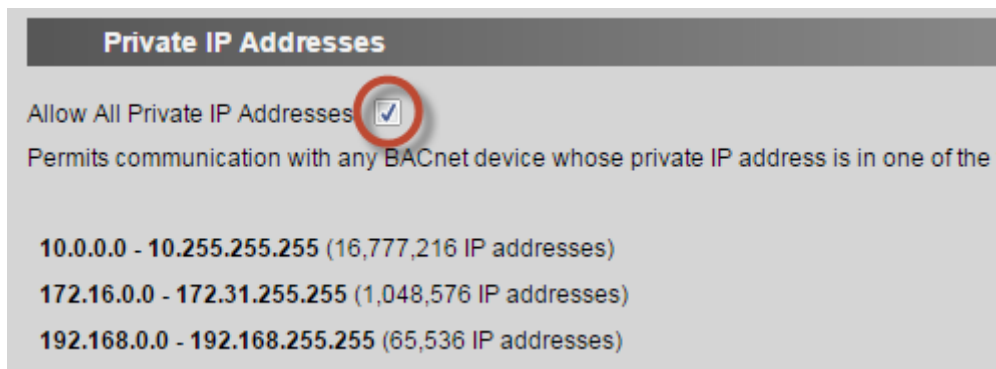 Private IP Addresses
Allow All Private IP Addresses
Permits communication with any BACnet device whose private IP address is in one of the
10.0.0.0 - 10.255.255.255 (16,777,216 IP addresses)
172.16.0.0 - 172.31.255.255 (1,048,576 IP addresses)
192.168.0.0 - 192.168.255.255 (65,536 IP addresses)